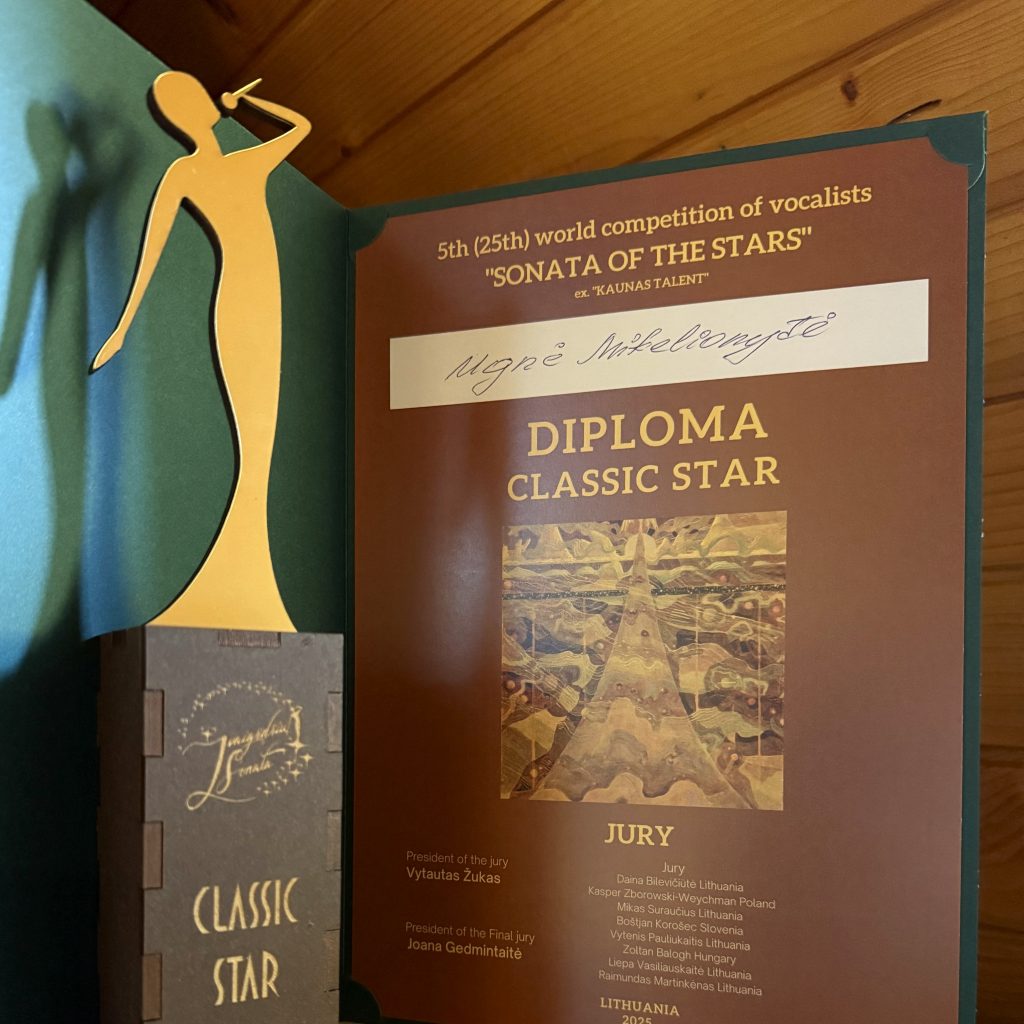 5th (25th) world competition of vocalists
"SONATA OF THE STARS"
ex. "KAUNAS TALENT"
Ugnė Mikelionytė
DIPLOMA
CLASSIC STAR
JURY
President of the jury
Vytautas Žukas
President of the Final jury
Joana Gedmintaitė
Jury
Daina Bilevičiūtė Lithuania
Kasper Zborowski-Weychman Poland
Mikas Suraučius Lithuania
Boštjan Korošec Slovenia
Vytenis Pauliukaitis Lithuania
Zoltan Balogh Hungary
Liepa Vasiliauskaitė Lithuania
Raimundas Martinkėnas Lithuania
LITHUANIA
2025
Sonata
CLASSIC
STAR